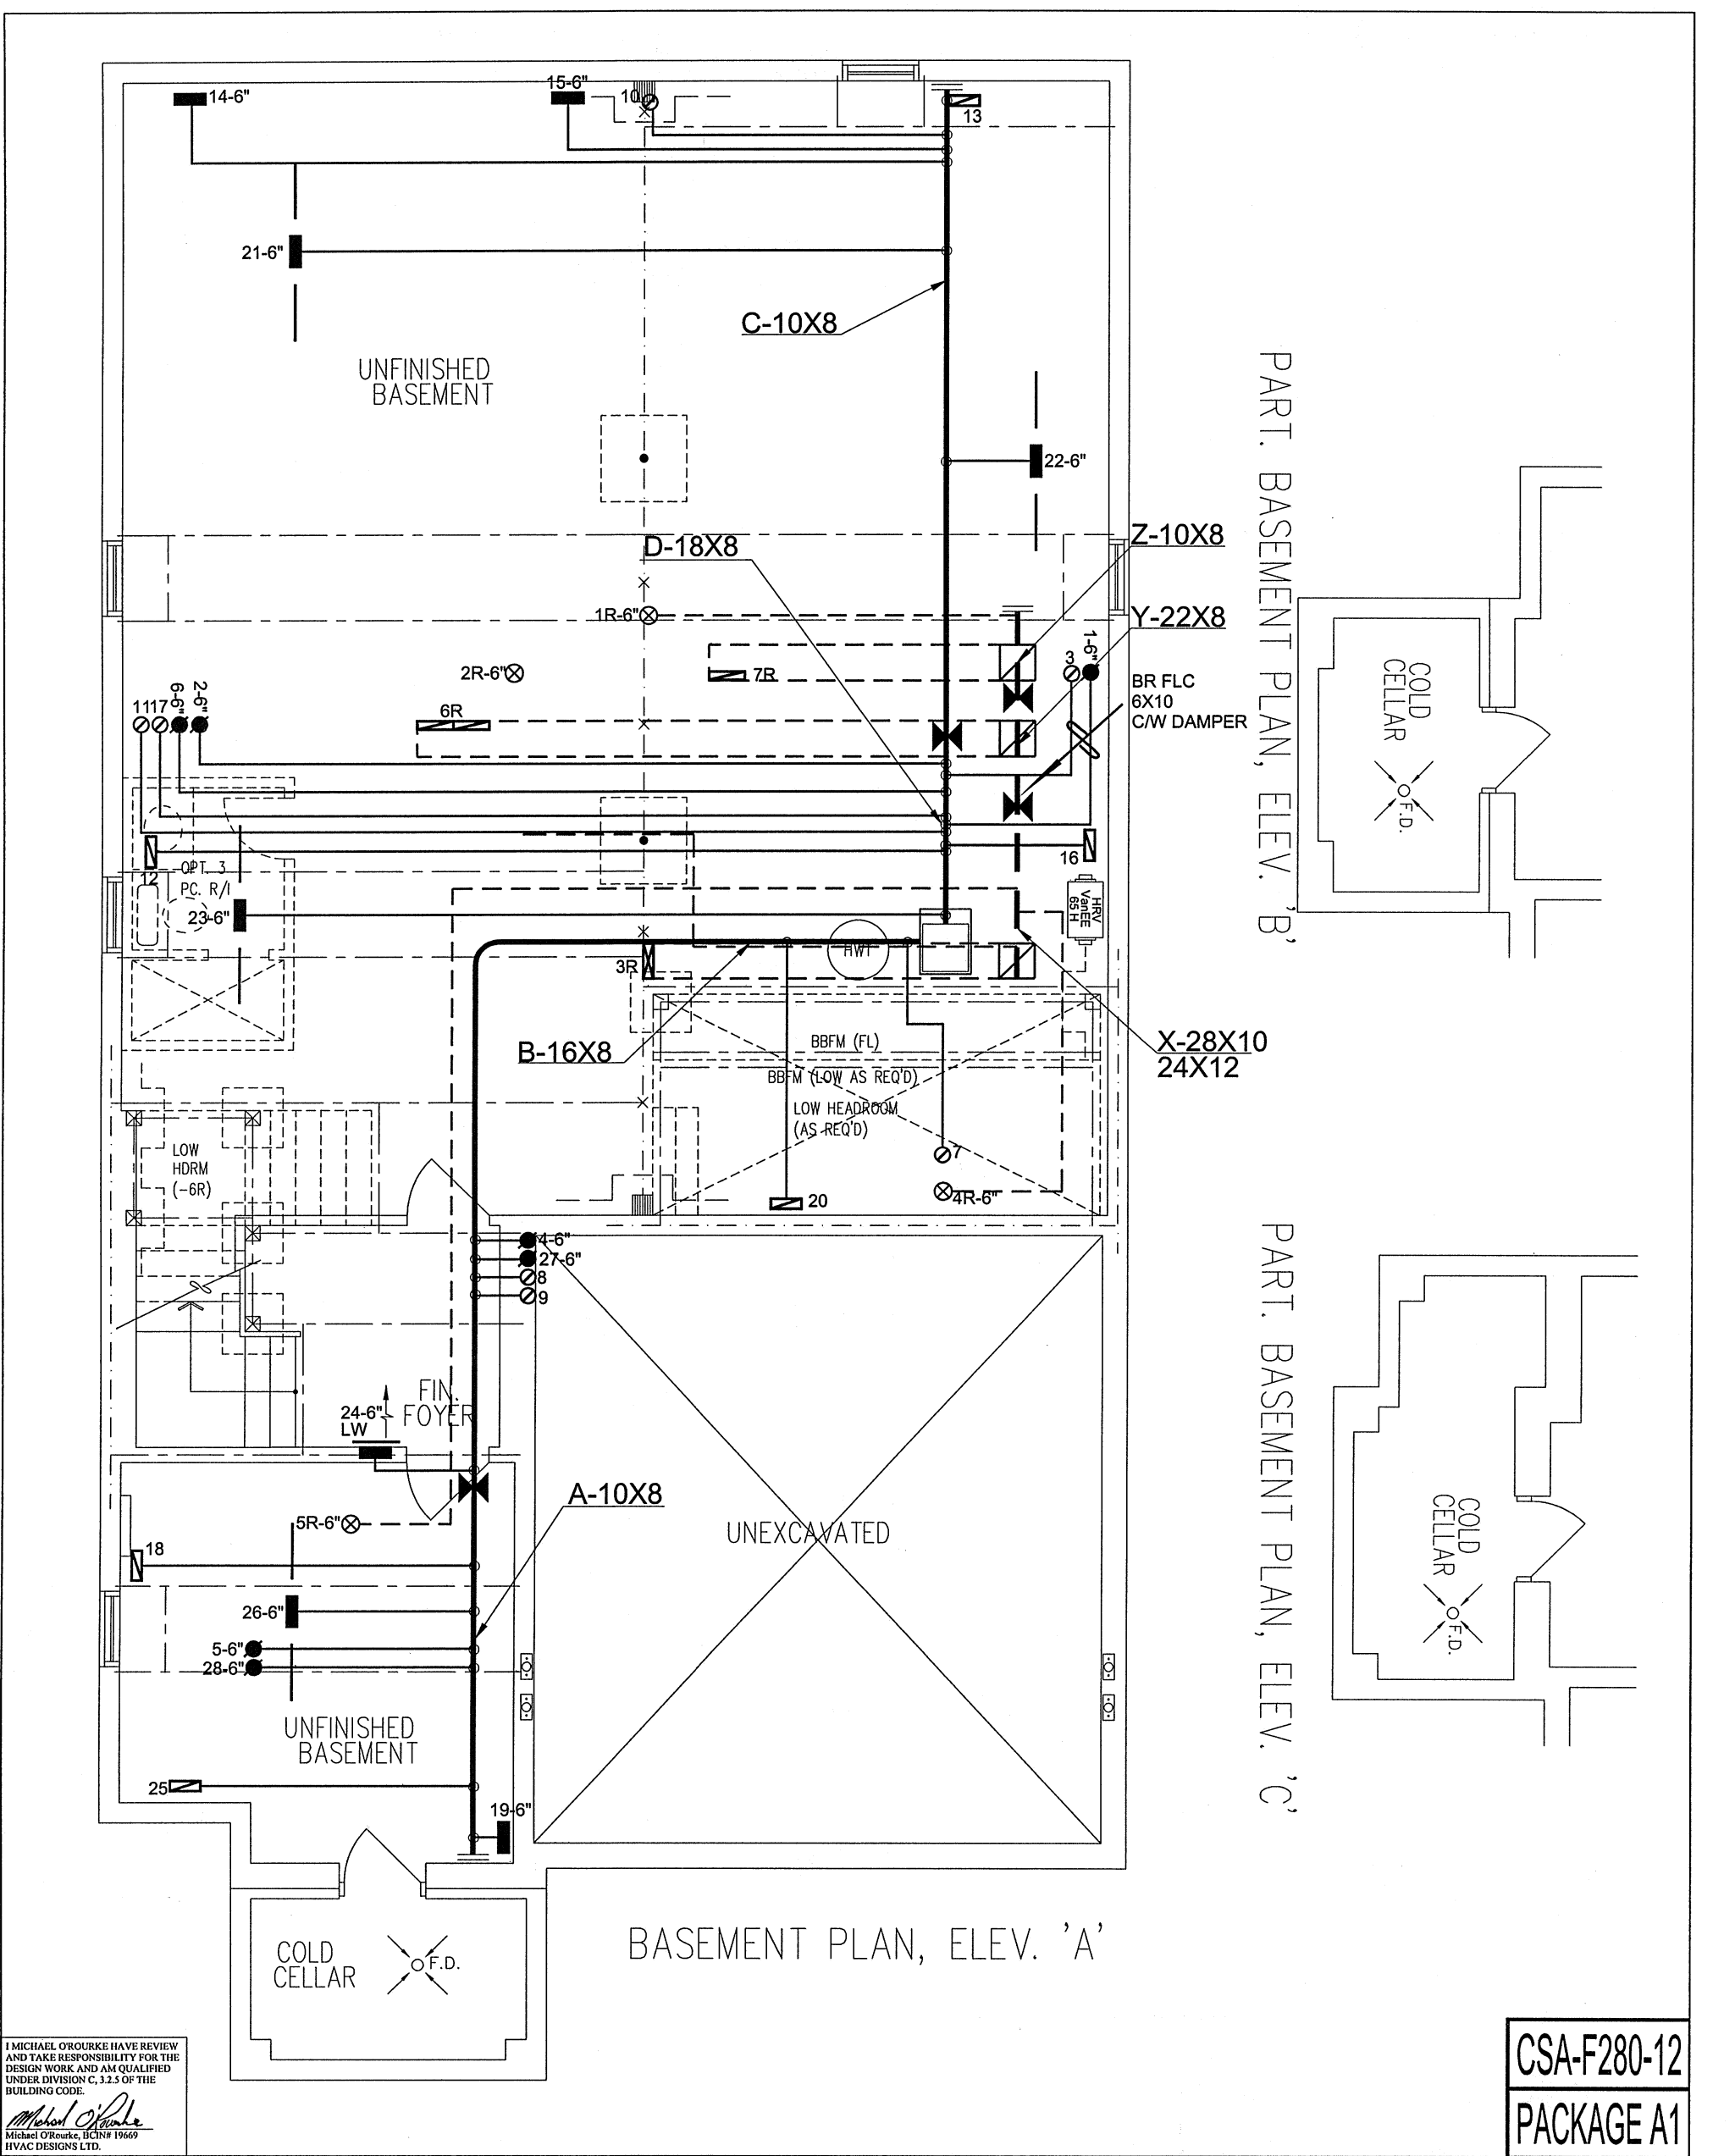 15-6"
14-6"
10
13
21-6"
C-10X8
UNFINISHED
BASEMENT
22-6"
D-18X8
Z-10X8
1R-6"
Y-22X8
2R-6"
7R
3
1-6"
BR FLC
6X10
C/W DAMPER
11
17
6-6"
2-6"
6R
12
OPT. 3
PC. R/I
16
23-6"
HRV
VanEE
65 H
3R
HWT
B-16X8
BBFM (FL)
X-28X10
24X12
BBFM (LOW AS REQ'D)
LOW HEADROOM
(AS REQ'D)
LOW
HDRM
(-6R)
7
4R-6"
20
4-6"
27-6"
8
9
FIN.
FOYER
24-6"
LW
A-10X8
5R-6"
UNEXCAVATED
18
26-6"
5-6"
28-6"
UNFINISHED
BASEMENT
25
19-6"
BASEMENT PLAN, ELEV. 'A'
COLD
CELLAR
F.D.
PART. BASEMENT PLAN, ELEV. 'B'
COLD
CELLAR
F.D.
PART. BASEMENT PLAN, ELEV. 'C'
COLD
CELLAR
F.D.
I MICHAEL O'ROURKE HAVE REVIEW
AND TAKE RESPONSIBILITY FOR THE
DESIGN WORK AND AM QUALIFIED
UNDER DIVISION C, 3.2.5 OF THE
BUILDING CODE.
Michael O'Rourke
Michael O'Rourke, BCIN# 19669
HVAC DESIGNS LTD.
CSA-F280-12
PACKAGE A1